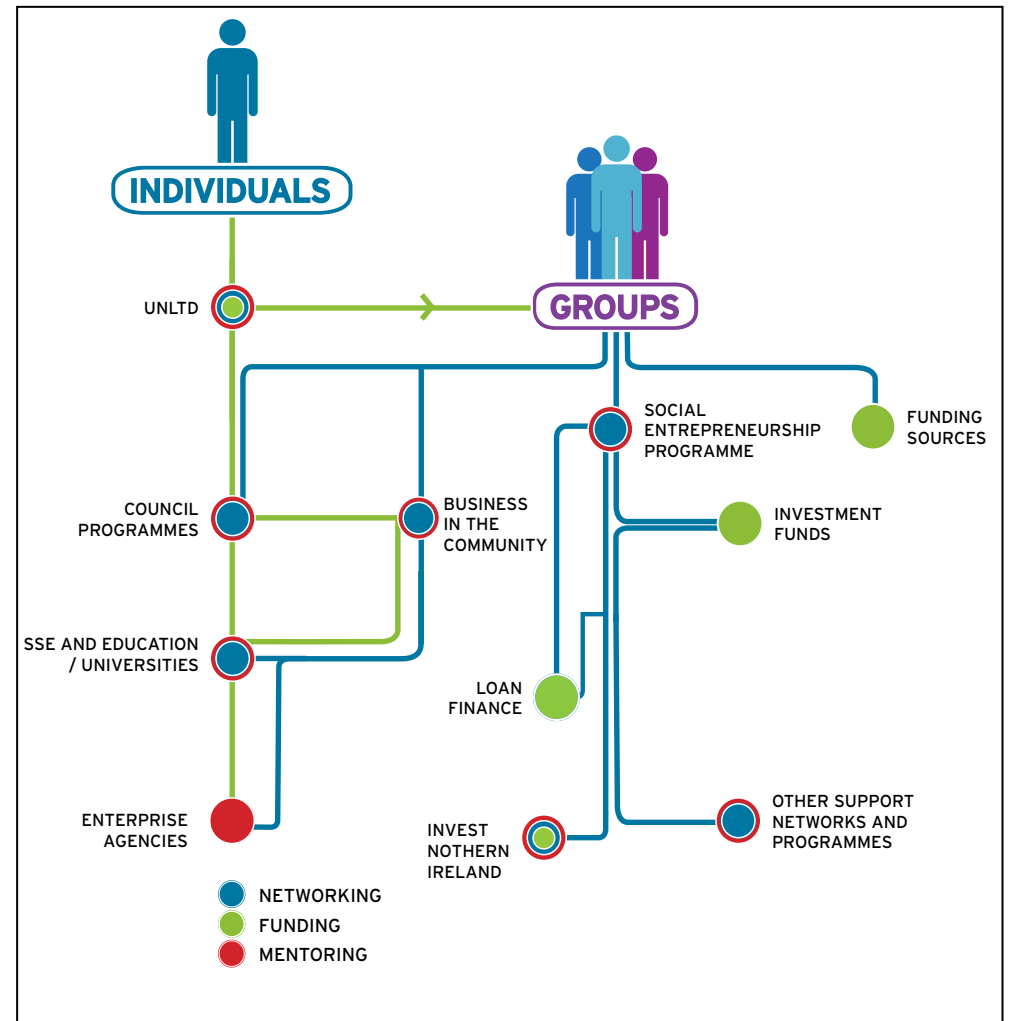 INDIVIDUALS
GROUPS
UNLTD
SOCIAL
ENTREPRENEURSHIP
PROGRAMME
FUNDING
SOURCES
COUNCIL
PROGRAMMES
BUSINESS
IN THE
COMMUNITY
INVESTMENT
FUNDS
SSE AND EDUCATION
/ UNIVERSITIES
LOAN
FINANCE
ENTERPRISE
AGENCIES
INVEST
NOTHERN
IRELAND
OTHER SUPPORT
NETWORKS AND
PROGRAMMES
NETWORKING
FUNDING
MENTORING